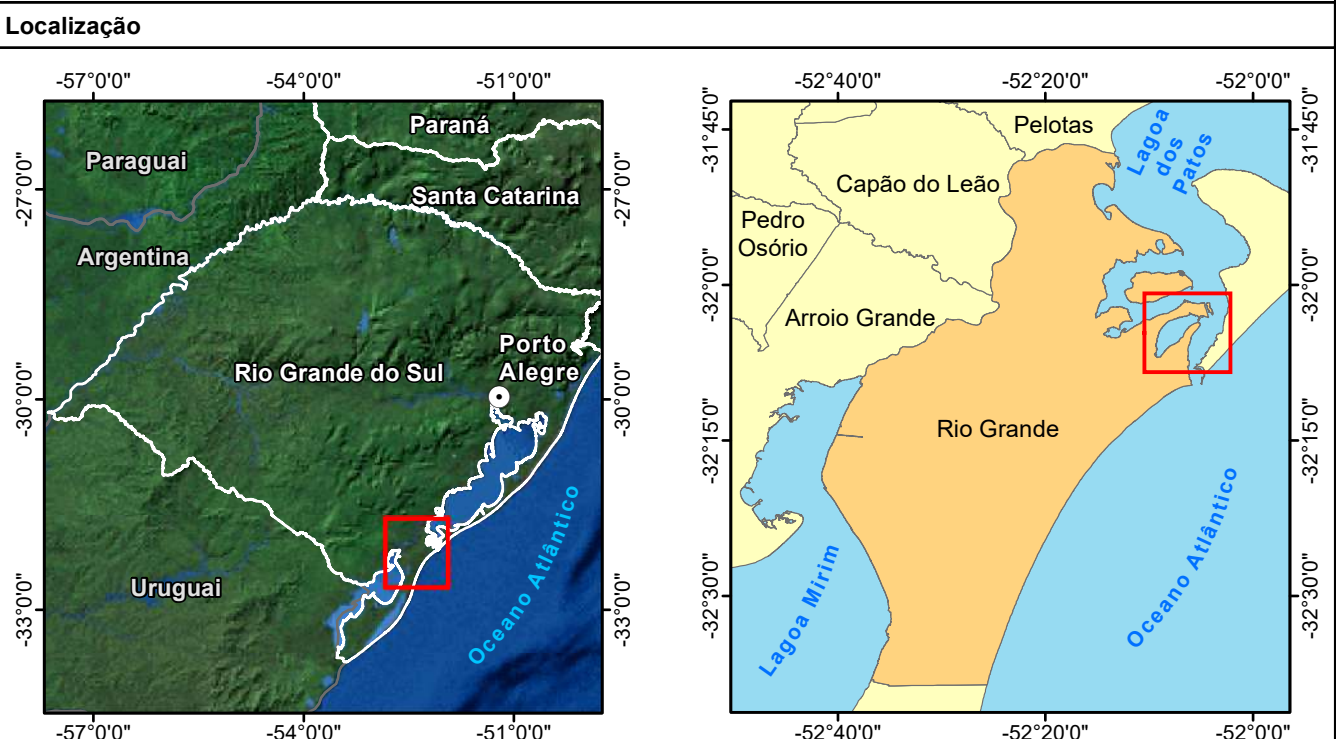 Localização
-57°0'0" -54°0'0" -51°0'0"
-27°0'0"
-30°0'0"
-33°0'0"
Paraná
Paraguai
Santa Catarina
Argentina
Porto
Alegre
Rio Grande do Sul
Uruguai
Oceano Atlântico
-27°0'0"
-30°0'0"
-33°0'0"
-57°0'0" -54°0'0" -51°0'0"
-52°40'0" -52°20'0" -52°0'0"
-31°45'0"
-32°0'0"
-32°15'0"
-32°30'0"
Pelotas
Lagoa
dos
Patos
Capão do Leão
Pedro
Osório
Arroio Grande
Rio Grande
Lagoa Mirim
Oceano Atlântico
-31°45'0"
-32°0'0"
-32°15'0"
-32°30'0"
-52°40'0" -52°20'0" -52°0'0"